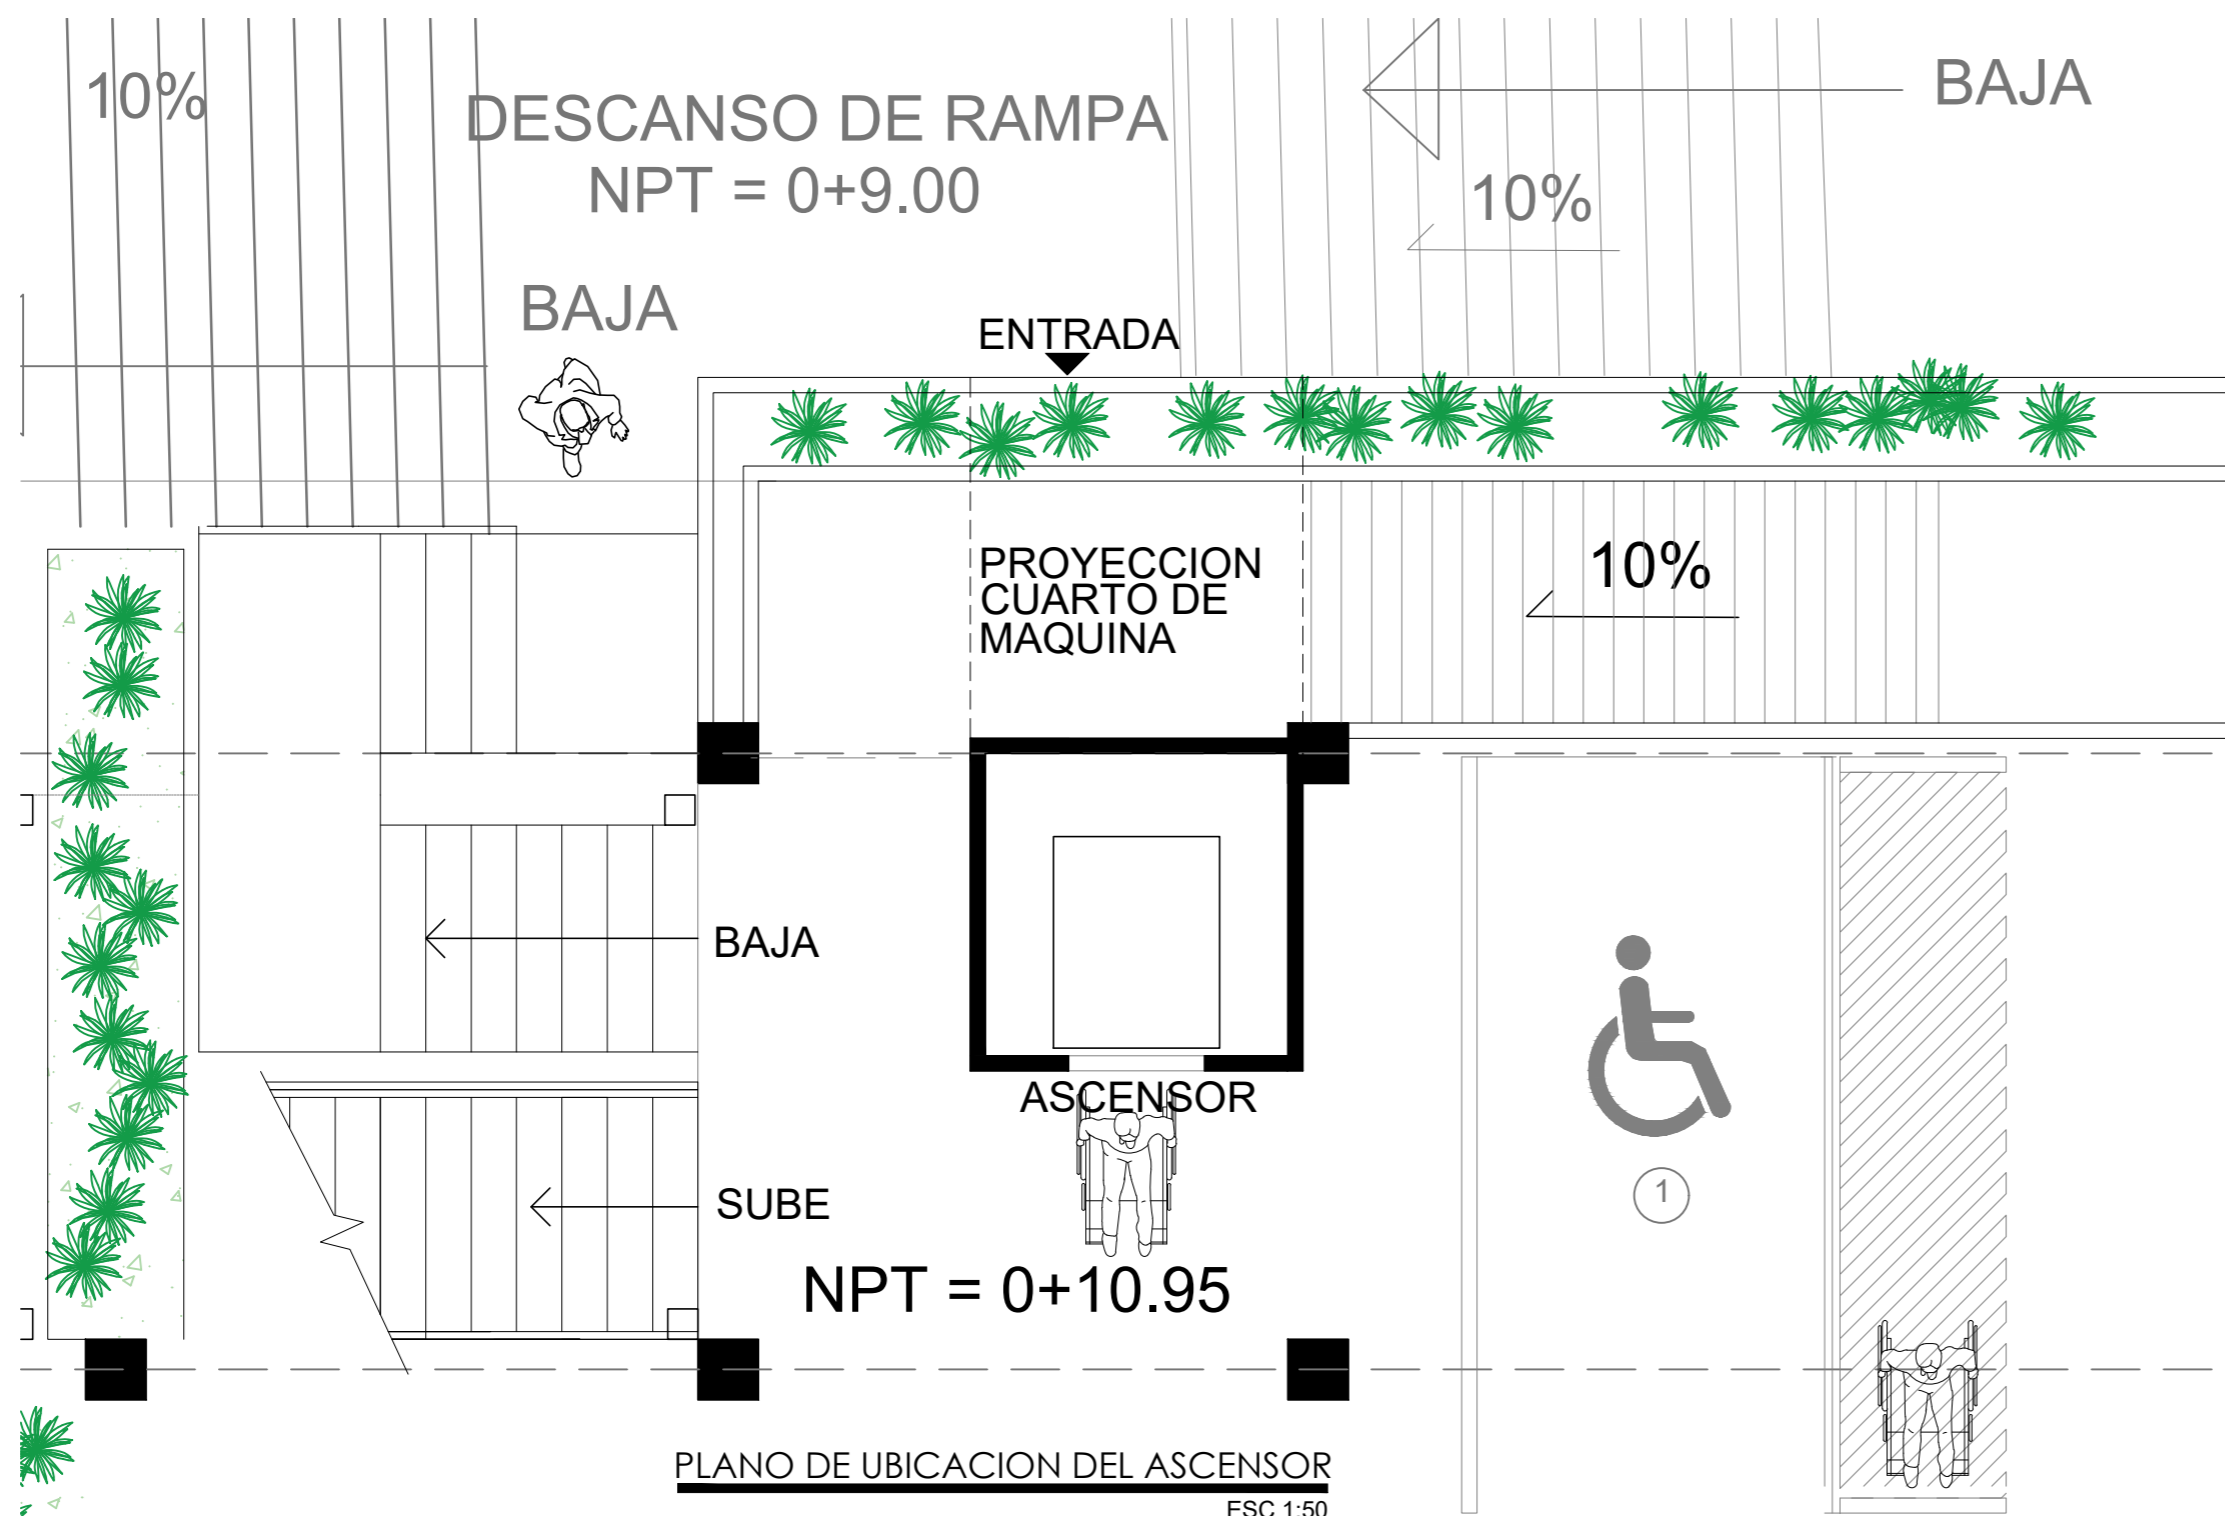 10%
DESCANSO DE RAMPA
NPT = 0+9.00
BAJA
10%
BAJA
ENTRADA
PROYECCION
CUARTO DE
MAQUINA
10%
BAJA
ASCENSOR
SUBE
1
NPT = 0+10.95
PLANO DE UBICACION DEL ASCENSOR
ESC 1:50